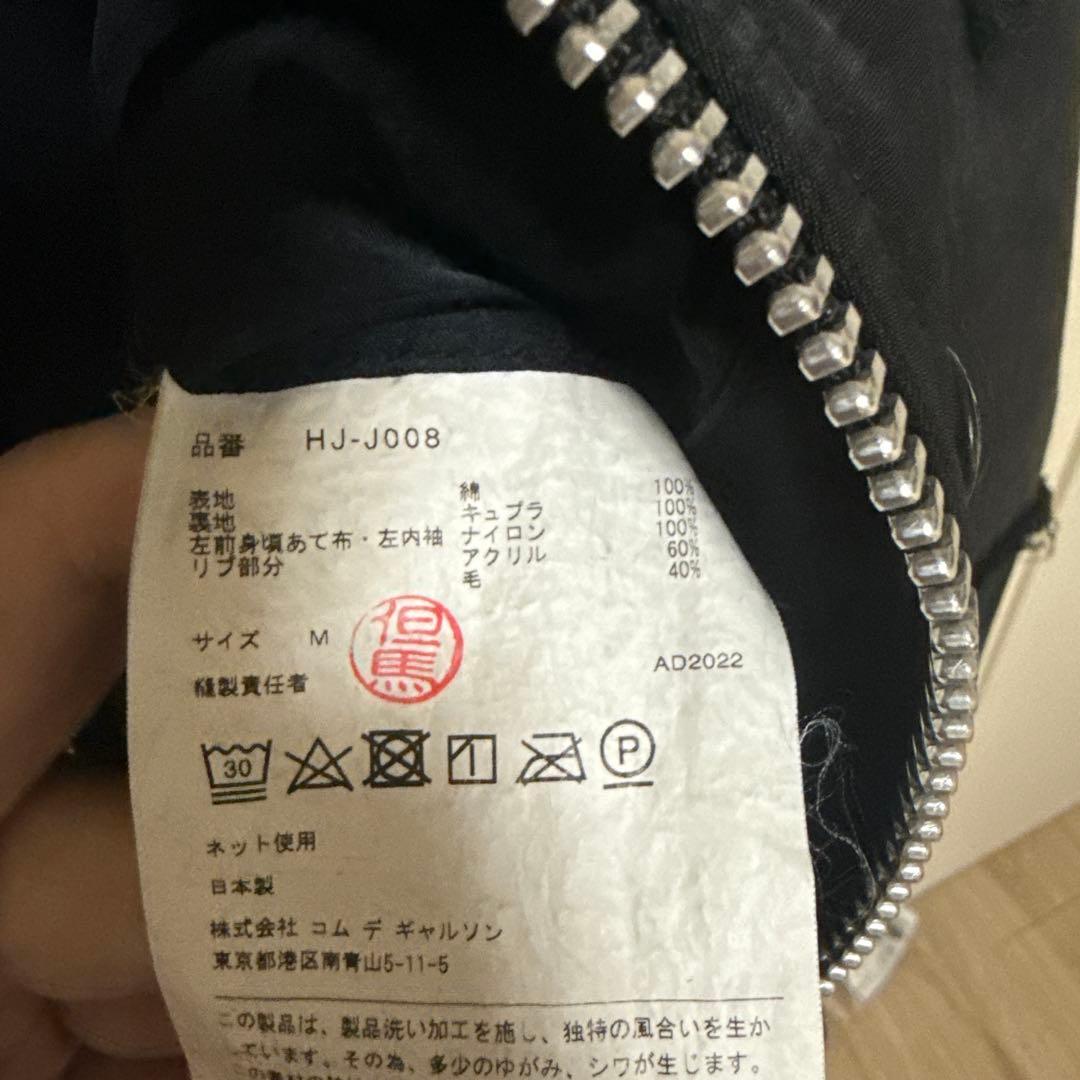 品番 HJ-J008
表地 綿 100%
裏地 キュプラ 100%
左前身頃あて布・左内袖 ナイロン 100%
リブ部分 アクリル 60%
毛 40%
サイズ M
但馬
AD2022
縫製責任者
30 P
ネット使用
日本製
株式会社 コム デ ギャルソン
東京都港区南青山5-11-5
この製品は、製品洗い加工を施し、独特の風合いを生か
ています。その為、多少のゆがみ、シワが生じます。